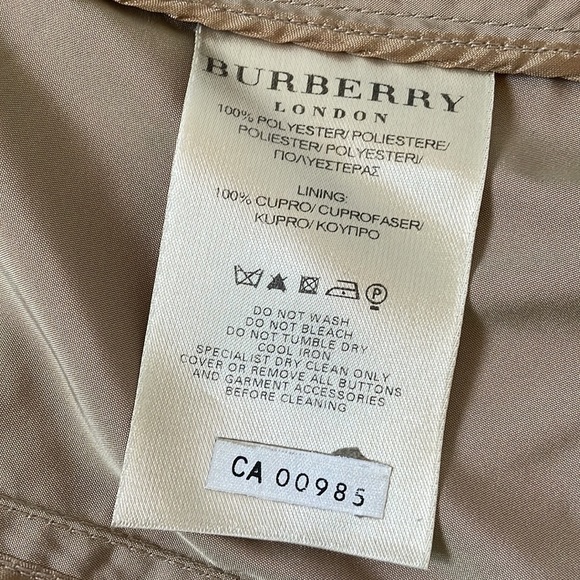 BURBERRY
LONDON
100% POLYESTER/ POLIESTERE/
POLIESTER/ POLYESTERI/
ΠΟΛΥΕΣΤΕΡΑΣ
LINING:
100% CUPRO/ CUPROFASER/
KUPRO/ ΚΟΥΠΡΟ
P
DO NOT WASH
DO NOT BLEACH
DO NOT TUMBLE DRY
COOL IRON
SPECIALIST DRY CLEAN ONLY
COVER OR REMOVE ALL BUTTONS
AND GARMENT ACCESSORIES
BEFORE CLEANING
CA 00985